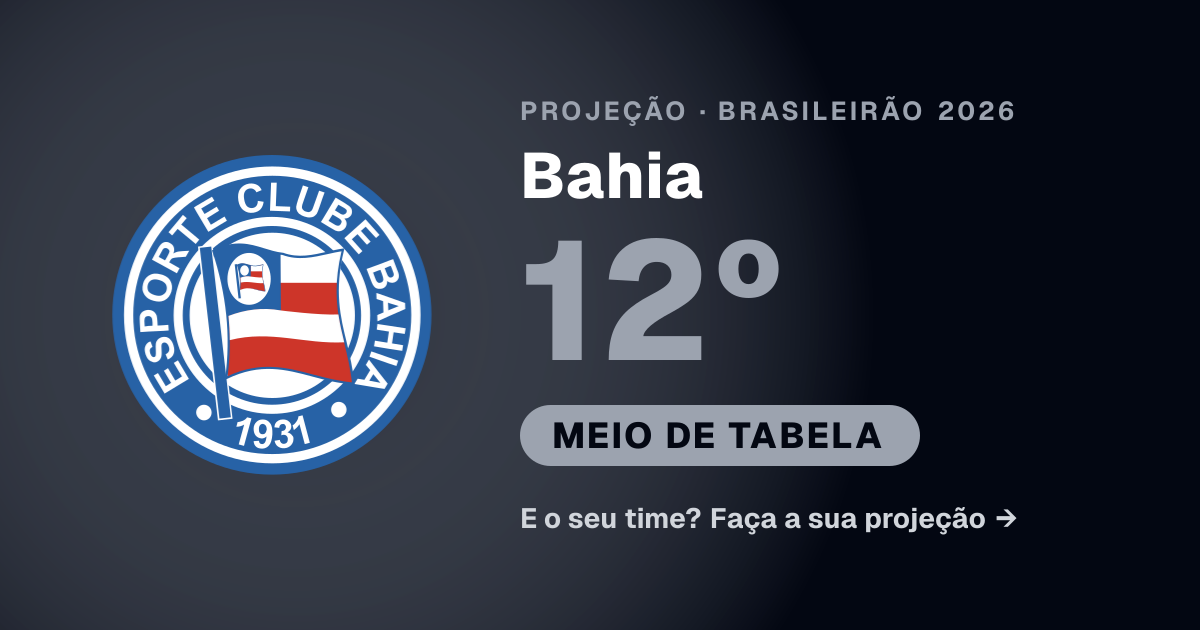 ESPORTE CLUBE BAHIA
1931
PROJEÇÃO · BRASILEIRÃO 2026
Bahia
12º
MEIO DE TABELA
E o seu time? Faça a sua projeção →